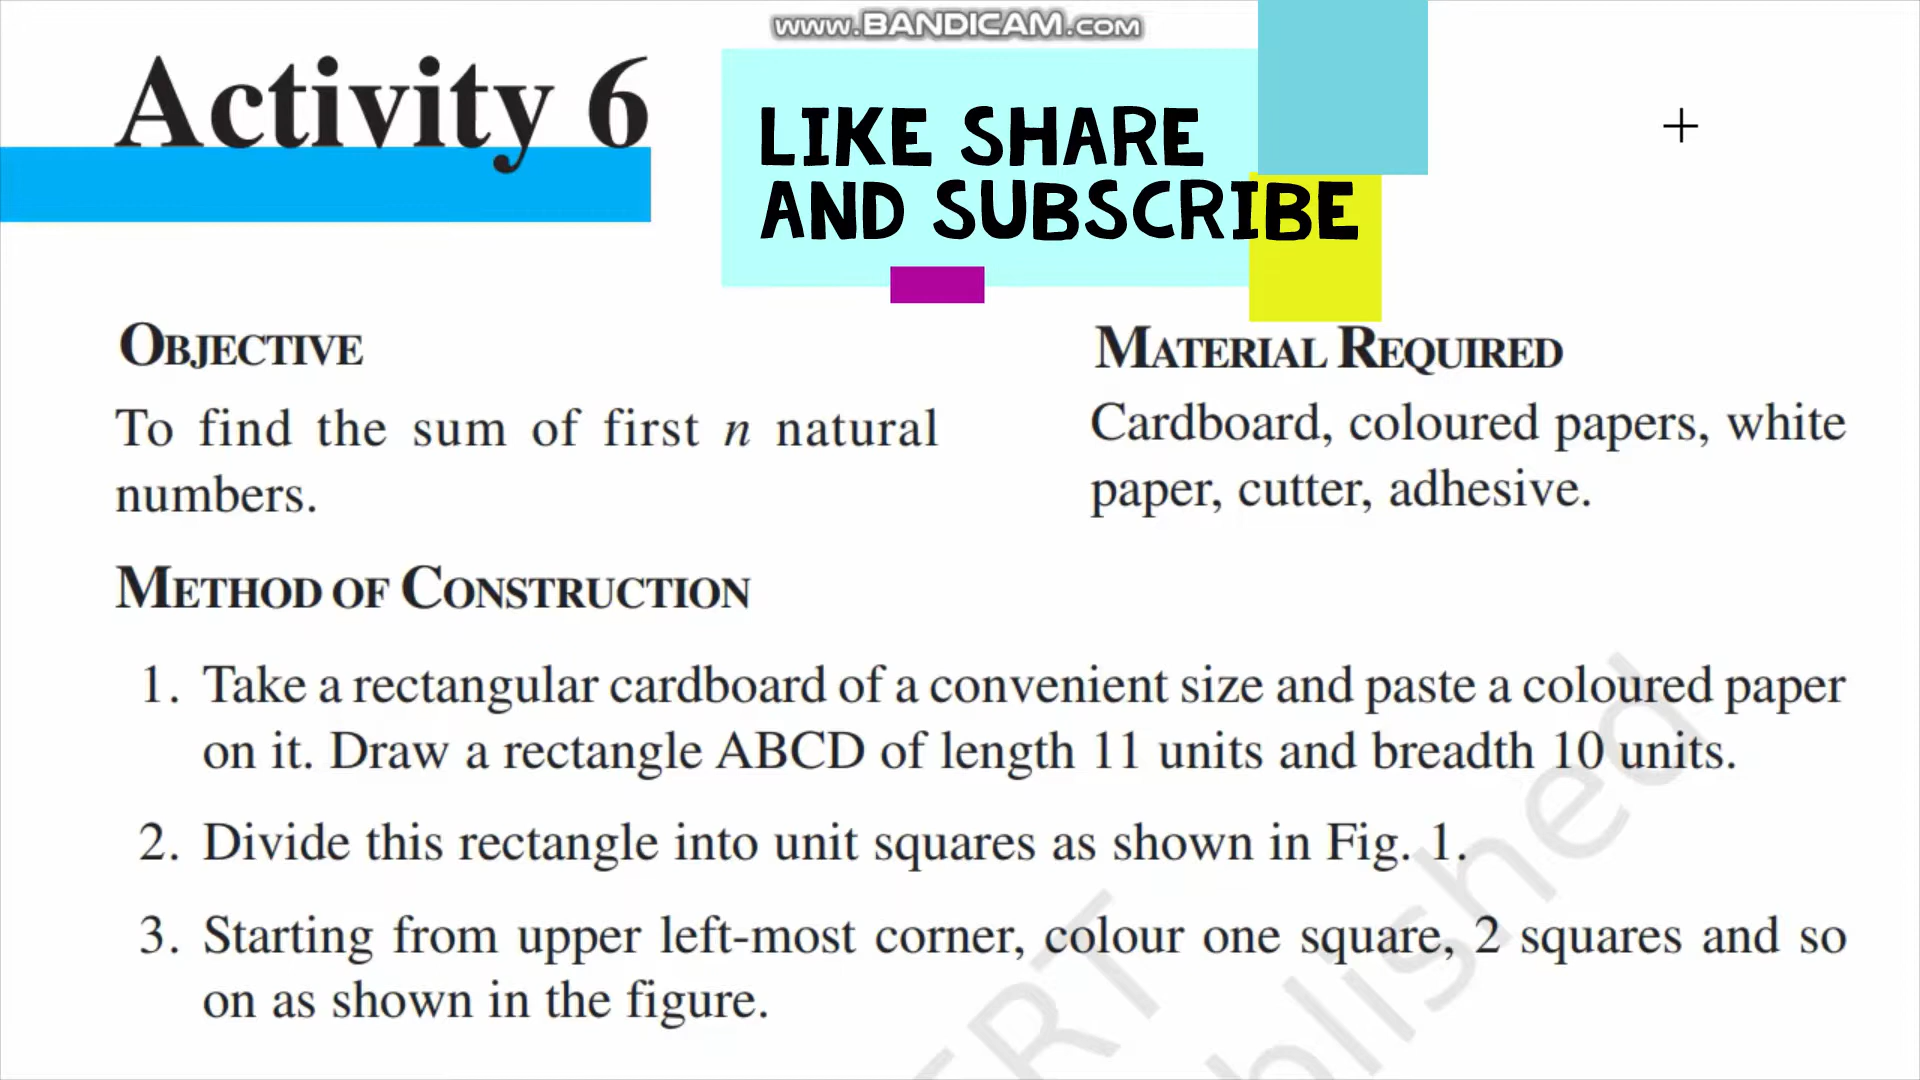 www.BANDICAM.com
Activity 6
LIKE SHARE
AND SUBSCRIBE
OBJECTIVE
To find the sum of first n natural
numbers.
MATERIAL REQUIRED
Cardboard, coloured papers, white
paper, cutter, adhesive.
METHOD OF CONSTRUCTION
1. Take a rectangular cardboard of a convenient size and paste a coloured paper
on it. Draw a rectangle ABCD of length 11 units and breadth 10 units.
2. Divide this rectangle into unit squares as shown in Fig. 1.
3. Starting from upper left-most corner, colour one square, 2 squares and so
on as shown in the figure.